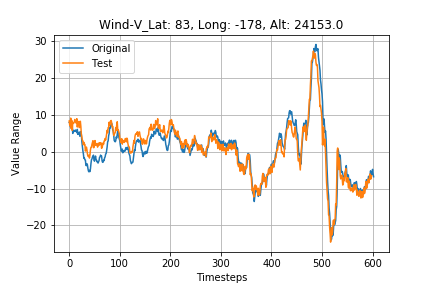 Wind-V_Lat: 83, Long: -178, Alt: 24153.0
Original
Test
Value Range
30
20
10
0
−10
−20
0 100 200 300 400 500 600
Timesteps